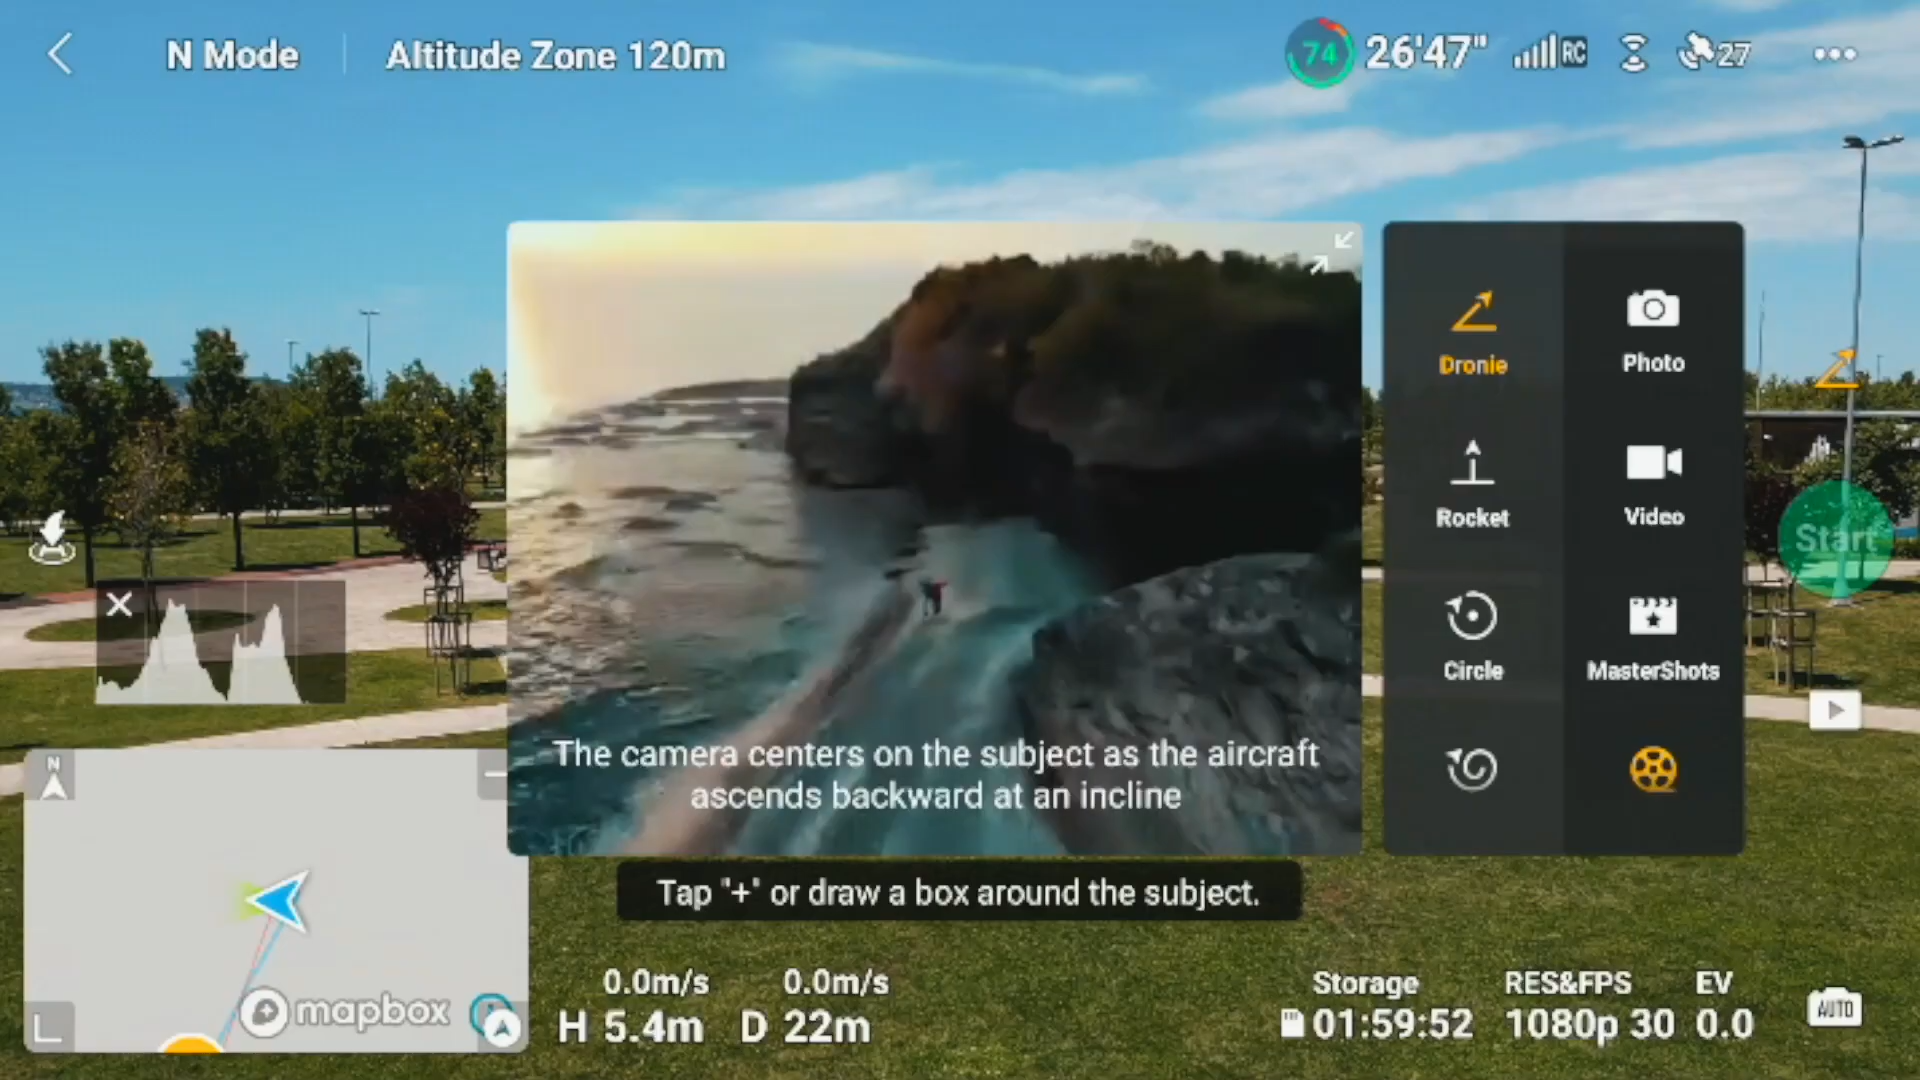 N Mode
Altitude Zone 120m
74
26'47"
RC
27
Dronie
Photo
Rocket
Video
Start
Circle
MasterShots
The camera centers on the subject as the aircraft
ascends backward at an incline
Tap "+" or draw a box around the subject.
N
mapbox
0.0m/s
0.0m/s
H 5.4m
D 22m
Storage
RES&FPS
EV
01:59:52
1080p 30
0.0
AUTO